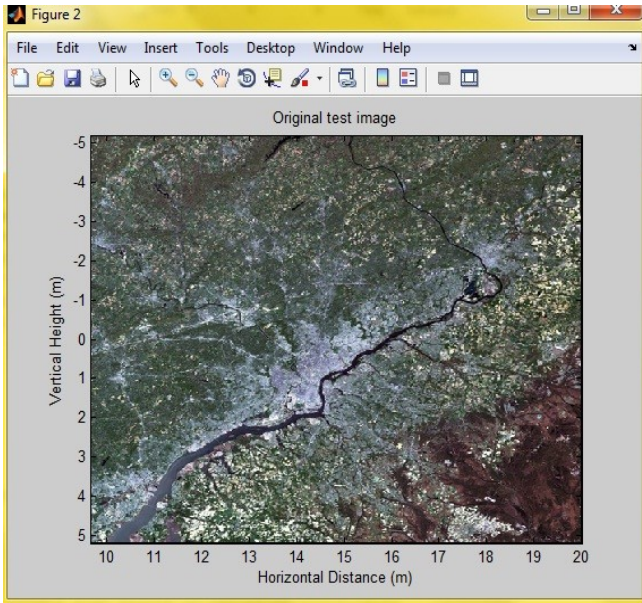 Figure 2
File Edit View Insert Tools Desktop Window Help
Original test image
-5
-4
-3
-2
-1
0
1
2
3
4
5
Vertical Height (m)
10 11 12 13 14 15 16 17 18 19 20
Horizontal Distance (m)